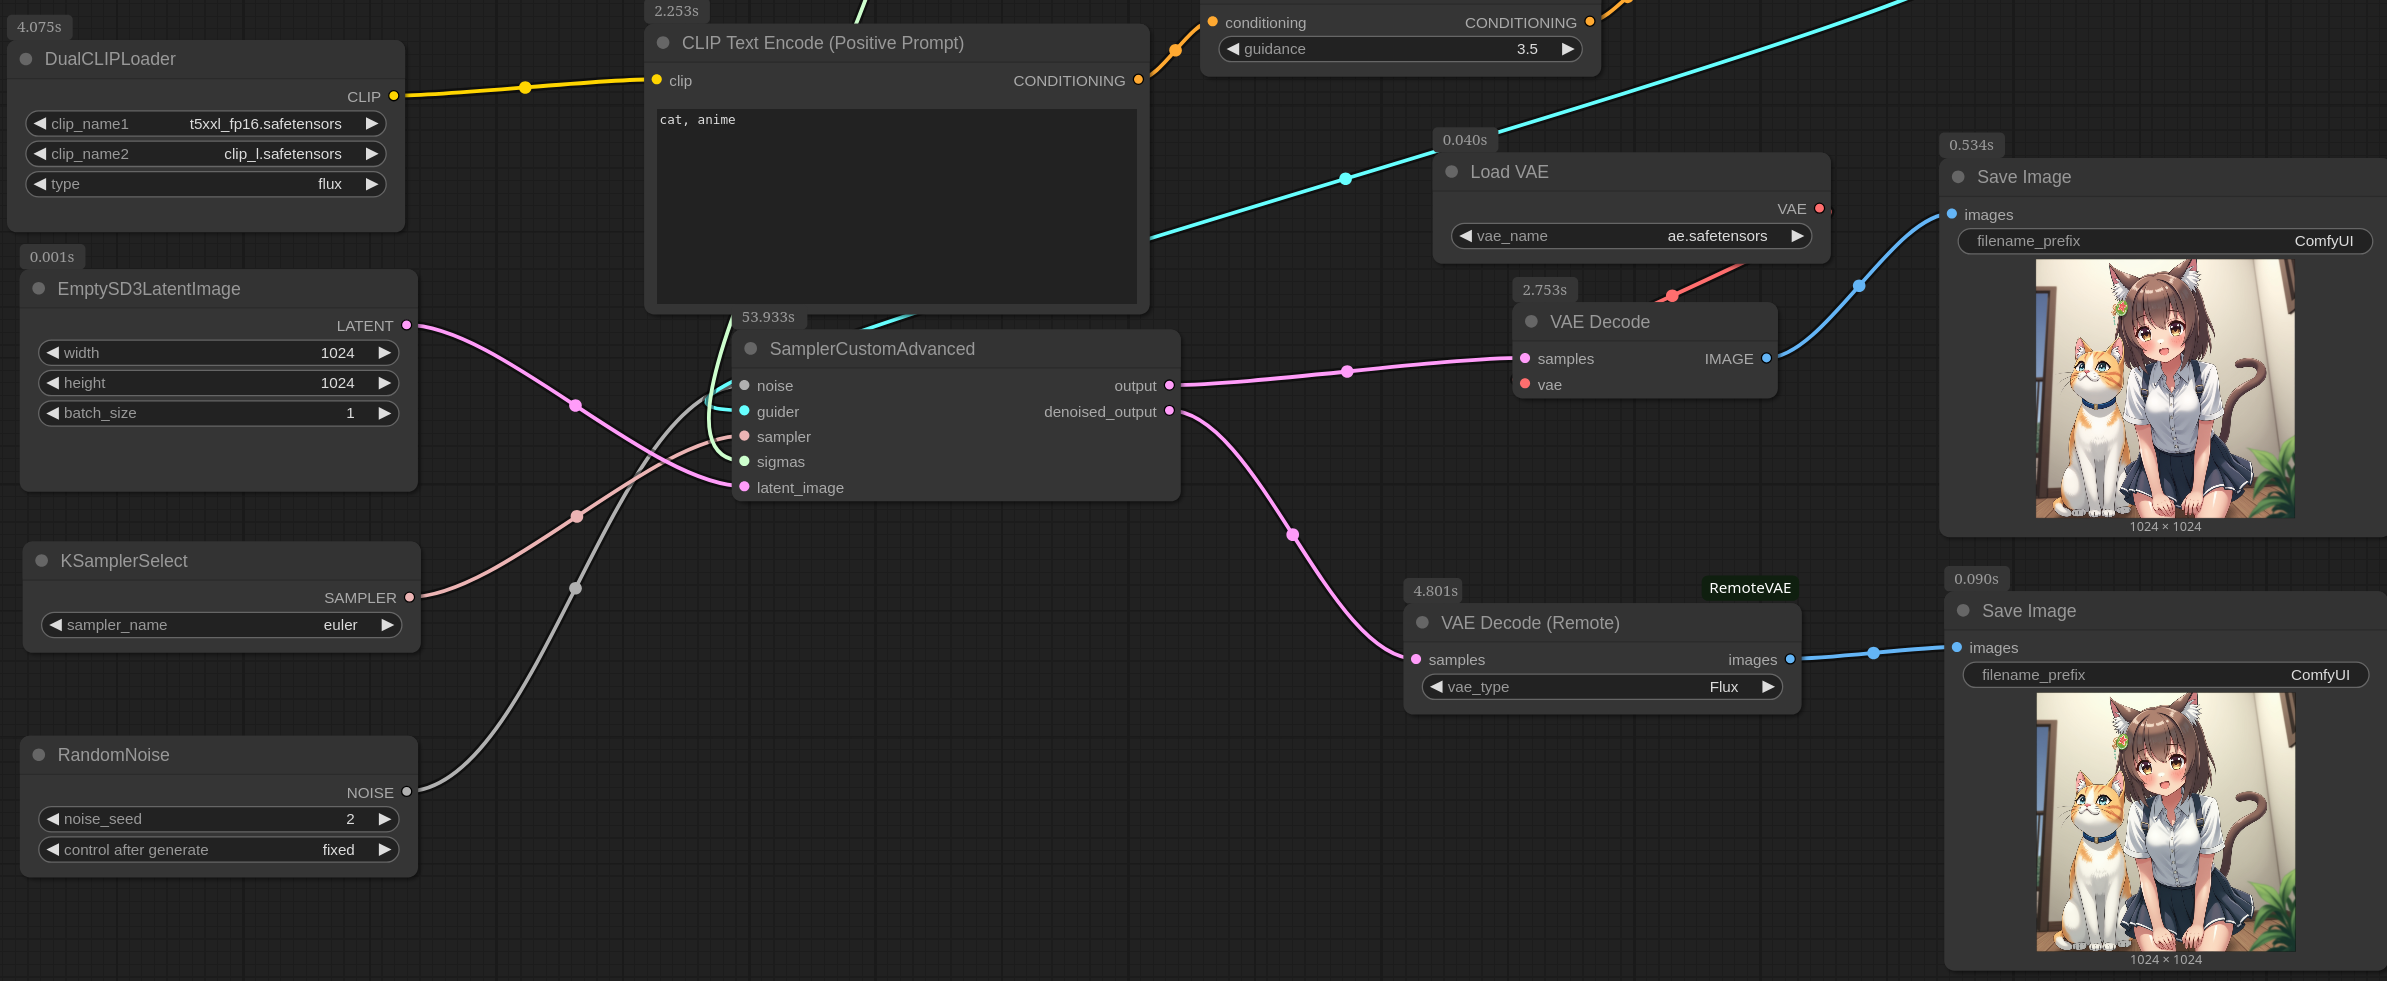 4.075s
DualCLIPLoader
CLIP
clip_name1 t5xxl_fp16.safetensors
clip_name2 clip_l.safetensors
type flux
0.001s
EmptySD3LatentImage
LATENT
width 1024
height 1024
batch_size 1
KSamplerSelect
SAMPLER
sampler_name euler
RandomNoise
NOISE
noise_seed 2
control after generate fixed
2.253s
CLIP Text Encode (Positive Prompt)
clip CONDITIONING
cat, anime
53.933s
SamplerCustomAdvanced
noise output
guider denoised_output
sampler
sigmas
latent_image
conditioning CONDITIONING
guidance 3.5
0.040s
Load VAE
VAE
vae_name ae.safetensors
2.753s
VAE Decode
samples IMAGE
vae
4.801s RemoteVAE
VAE Decode (Remote)
samples images
vae_type Flux
0.534s
Save Image
images
filename_prefix ComfyUI
1024 × 1024
0.090s
Save Image
images
filename_prefix ComfyUI
1024 × 1024